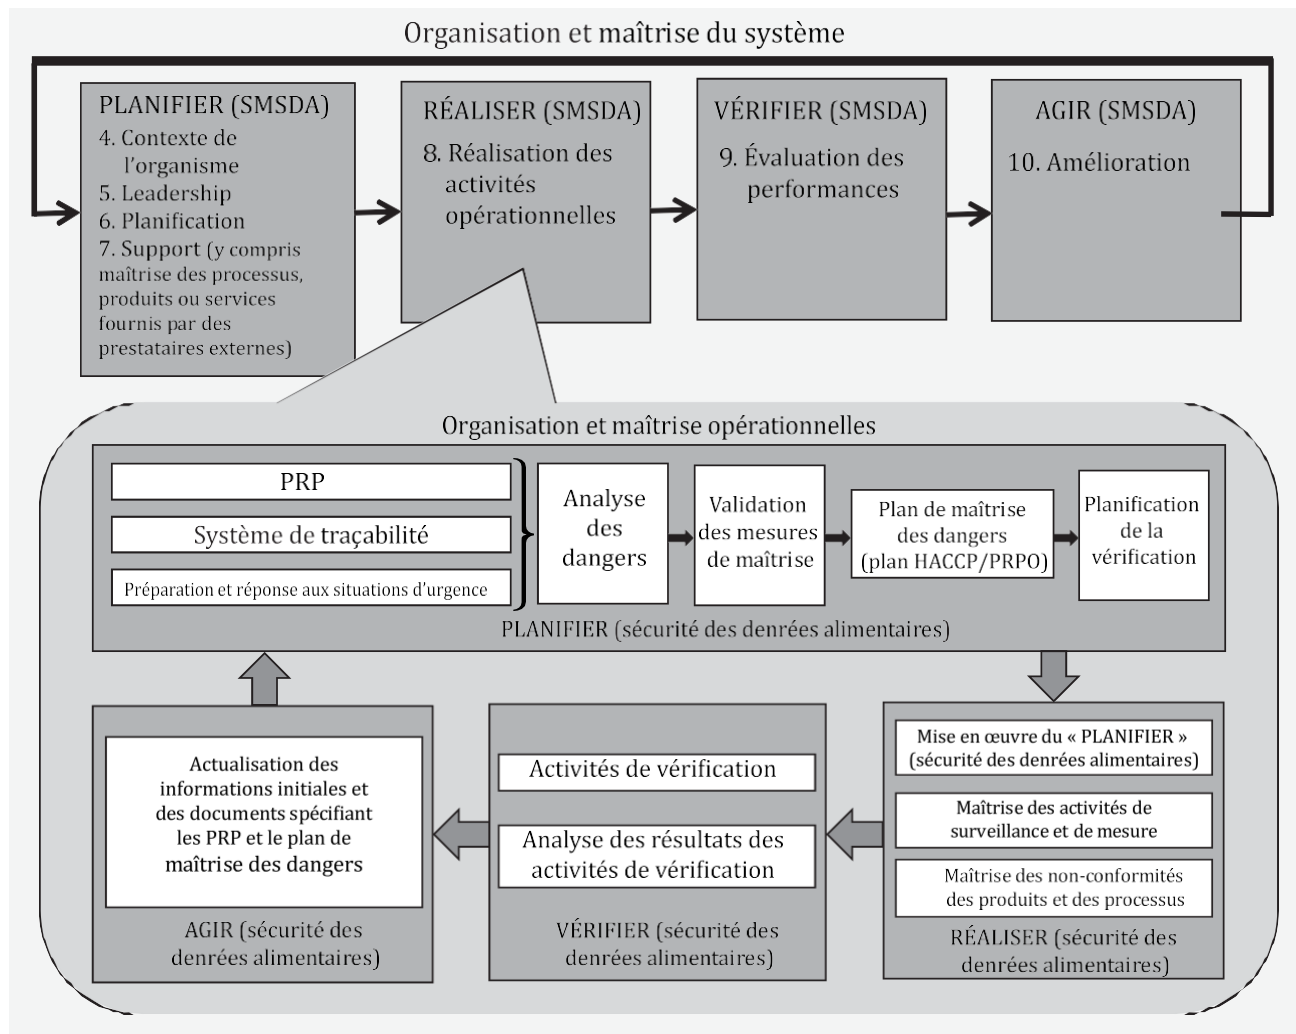 Organisation et maîtrise du système
PLANIFIER (SMSDA)
4. Contexte de
l’organisme
5. Leadership
6. Planification
7. Support (y compris
maîtrise des processus,
produits ou services
fournis par des
prestataires externes)
RÉALISER (SMSDA)
8. Réalisation des
activités
opérationnelles
VÉRIFIER (SMSDA)
9. Évaluation des
performances
AGIR (SMSDA)
10. Amélioration
Organisation et maîtrise opérationnelles
PRP
Système de traçabilité
Préparation et réponse aux situations d’urgence
Analyse
des
dangers
Validation
des mesures
de maîtrise
Plan de maîtrise
des dangers
(plan HACCP/PRPO)
Planification
de la
vérification
PLANIFIER (sécurité des denrées alimentaires)
Actualisation des
informations initiales et
des documents spécifiant
les PRP et le plan de
maîtrise des dangers
AGIR (sécurité des
denrées alimentaires)
Activités de vérification
Analyse des résultats des
activités de vérification
VÉRIFIER (sécurité des
denrées alimentaires)
Mise en œuvre du « PLANIFIER »
(sécurité des denrées alimentaires)
Maîtrise des activités de
surveillance et de mesure
Maîtrise des non-conformités
des produits et des processus
RÉALISER (sécurité des
denrées alimentaires)